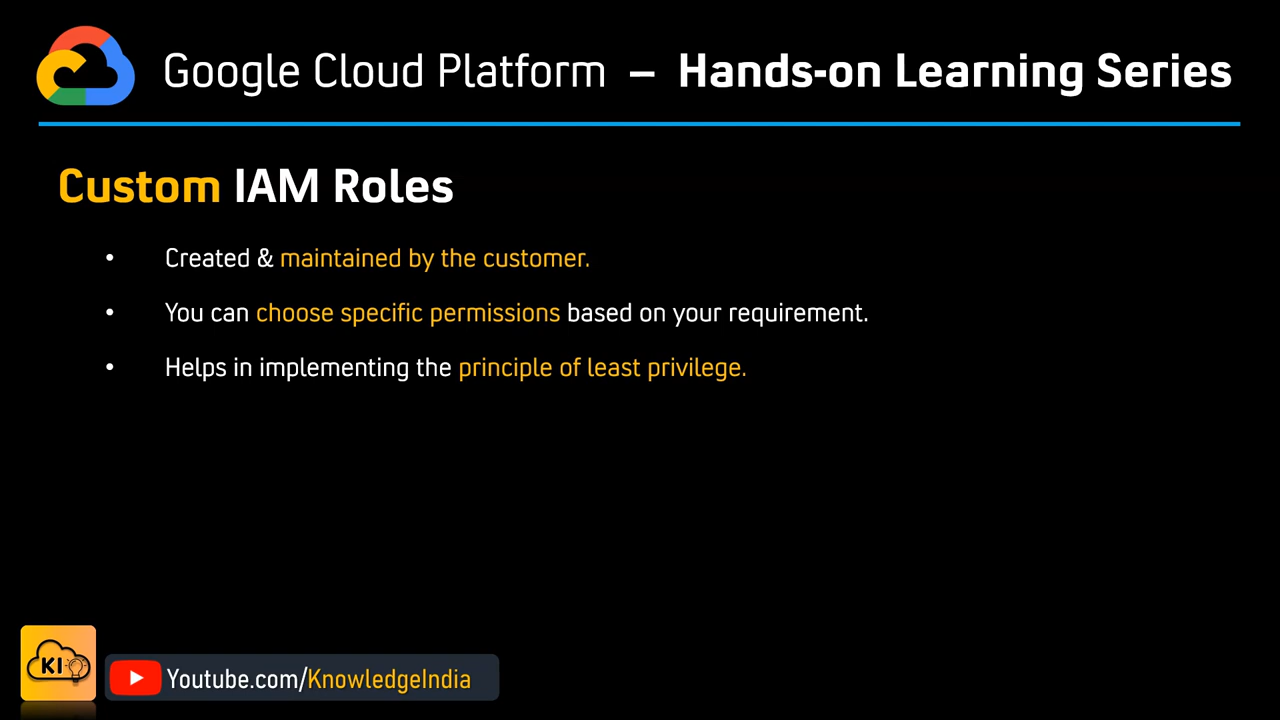 Google Cloud Platform – Hands-on Learning Series
Custom IAM Roles
• Created & maintained by the customer.
• You can choose specific permissions based on your requirement.
• Helps in implementing the principle of least privilege.
KI
Youtube.com/KnowledgeIndia